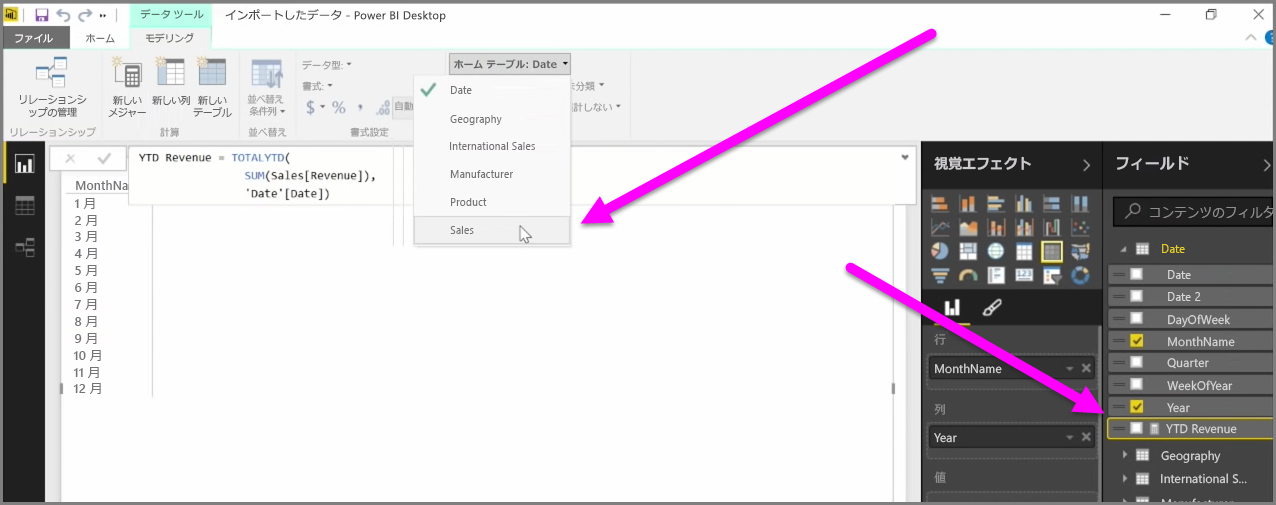 データ ツール
インポートしたデータ - Power BI Desktop
ファイル
ホーム
モデリング
リレーションシ
ップの管理
リレーションシップ
新しい
メジャー
新しい列
新しい
テーブル
計算
並べ替え
条件列
並べ替え
データ型:
書式:
$ % ,
自動
書式設定
ホーム テーブル: Date
未分類
計しない
Date
Geography
International Sales
Manufacturer
Product
Sales
YTD Revenue = TOTALYTD(
SUM(Sales[Revenue]),
'Date'[Date])
MonthNa
1 月
2 月
3 月
4 月
5 月
6 月
7 月
8 月
9 月
10 月
11 月
12 月
視覚エフェクト
行
MonthName
列
Year
値
フィールド
コンテンツのフィルタ
Date
Date
Date 2
DayOfWeek
MonthName
Quarter
WeekOfYear
Year
YTD Revenue
Geography
International S...